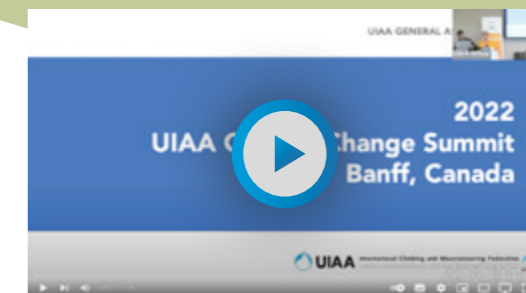 UIAA GENERAL A
2022
UIAA C Change Summit
Banff, Canada
UIAA International Climbing and Mountaineering Federation